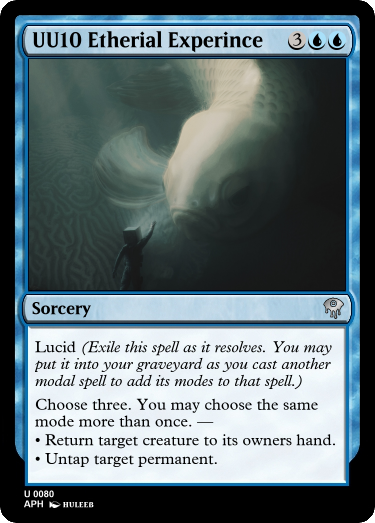 UU10 Etherial Experince 3
Sorcery
Lucid (Exile this spell as it resolves. You may
put it into your graveyard as you cast another
modal spell to add its modes to that spell.)
Choose three. You may choose the same
mode more than once. —
• Return target creature to its owners hand.
• Untap target permanent.
U 0080
APH HULEEB